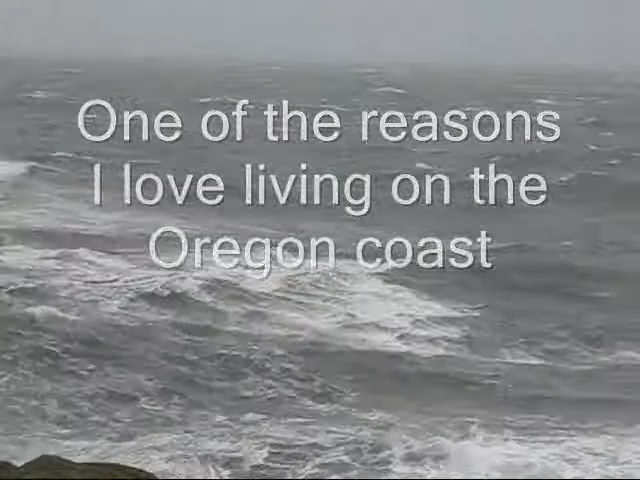 One of the reasons
I love living on the
Oregon coast